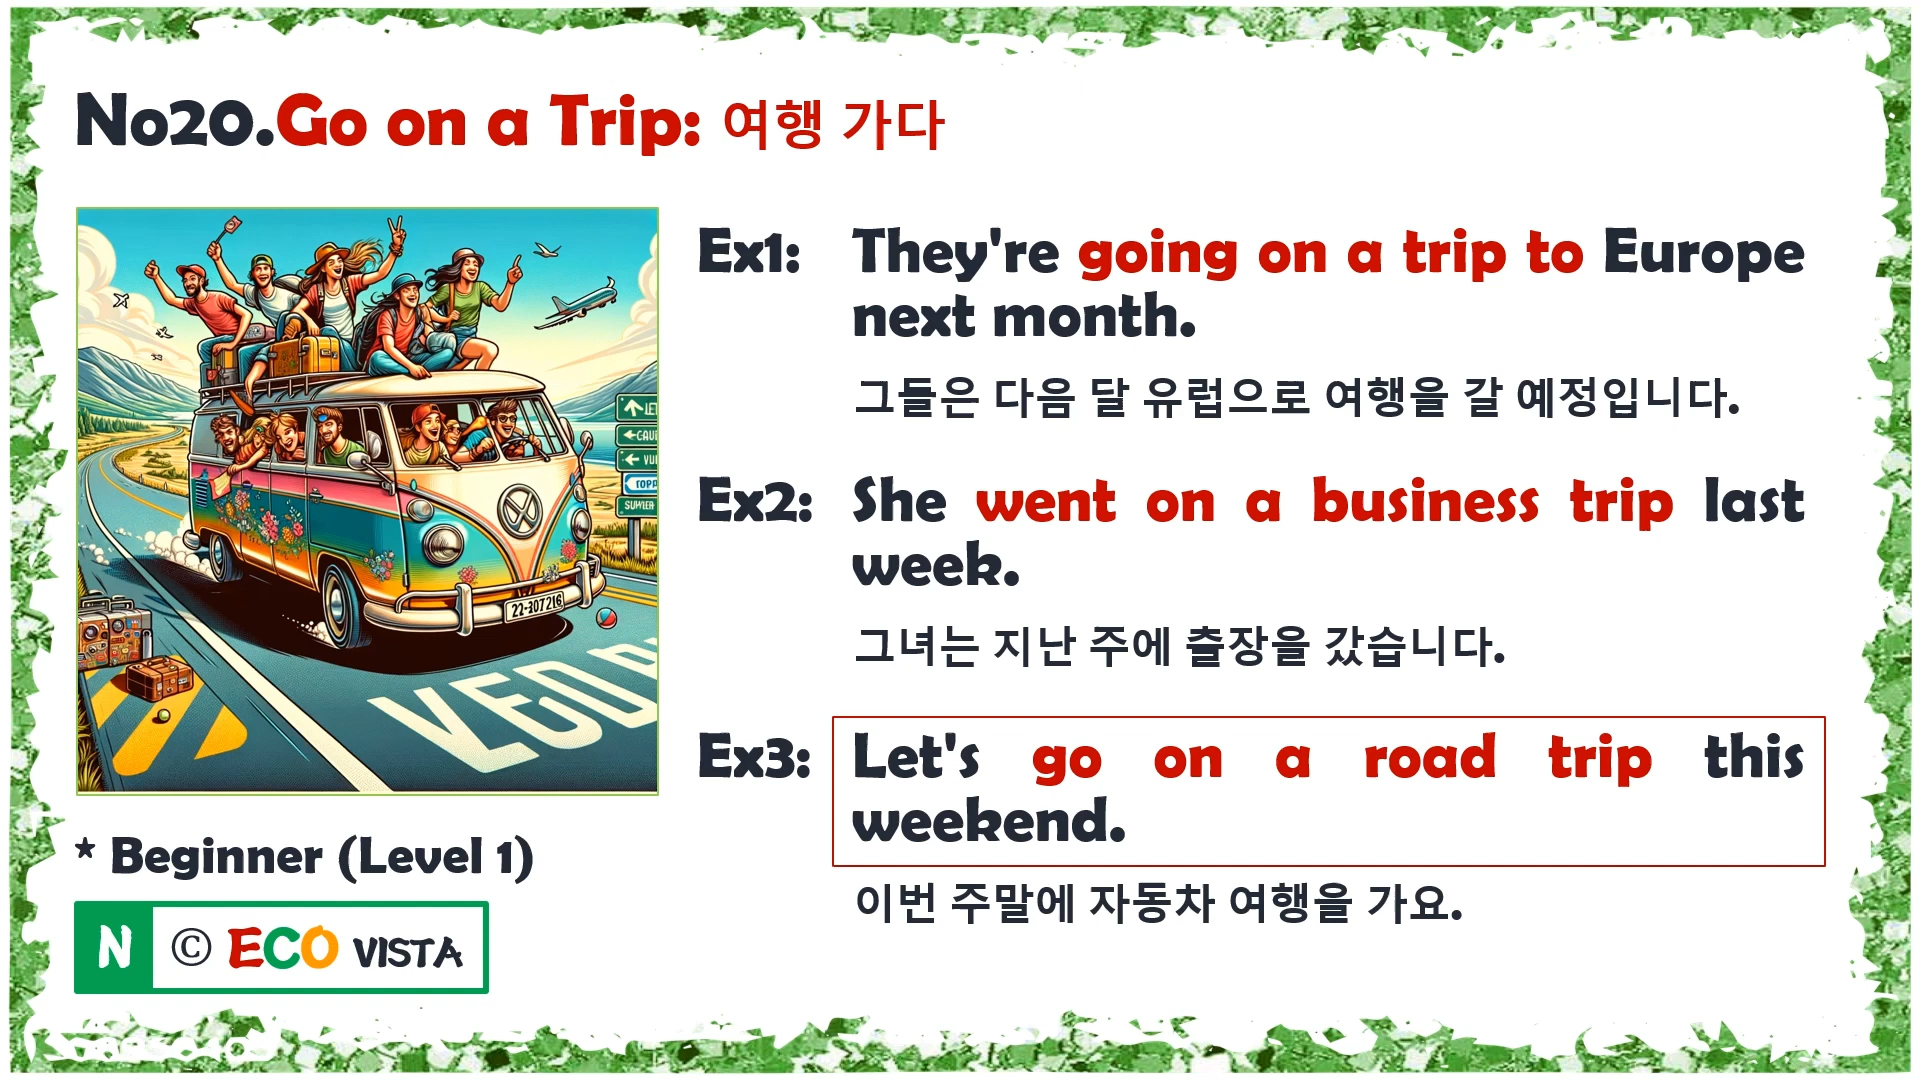 No20.Go on a Trip: 여행 가다
Ex1: They're going on a trip to Europe
next month.
그들은 다음 달 유럽으로 여행을 갈 예정입니다.
Ex2: She went on a business trip last
week.
그녀는 지난 주에 출장을 갔습니다.
Ex3: Let's go on a road trip this
weekend.
이번 주말에 자동차 여행을 가요.
22-307216
* Beginner (Level 1)
N © ECO VISTA